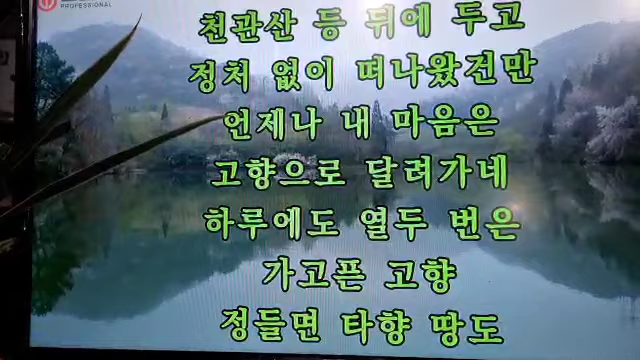 PROFESSIONAL
천관산 등 뒤에 두고
정처 없이 떠나왔건만
언제나 내 마음은
고향으로 달려가네
하루에도 열두 번은
가고픈 고향
정들면 타향 땅도